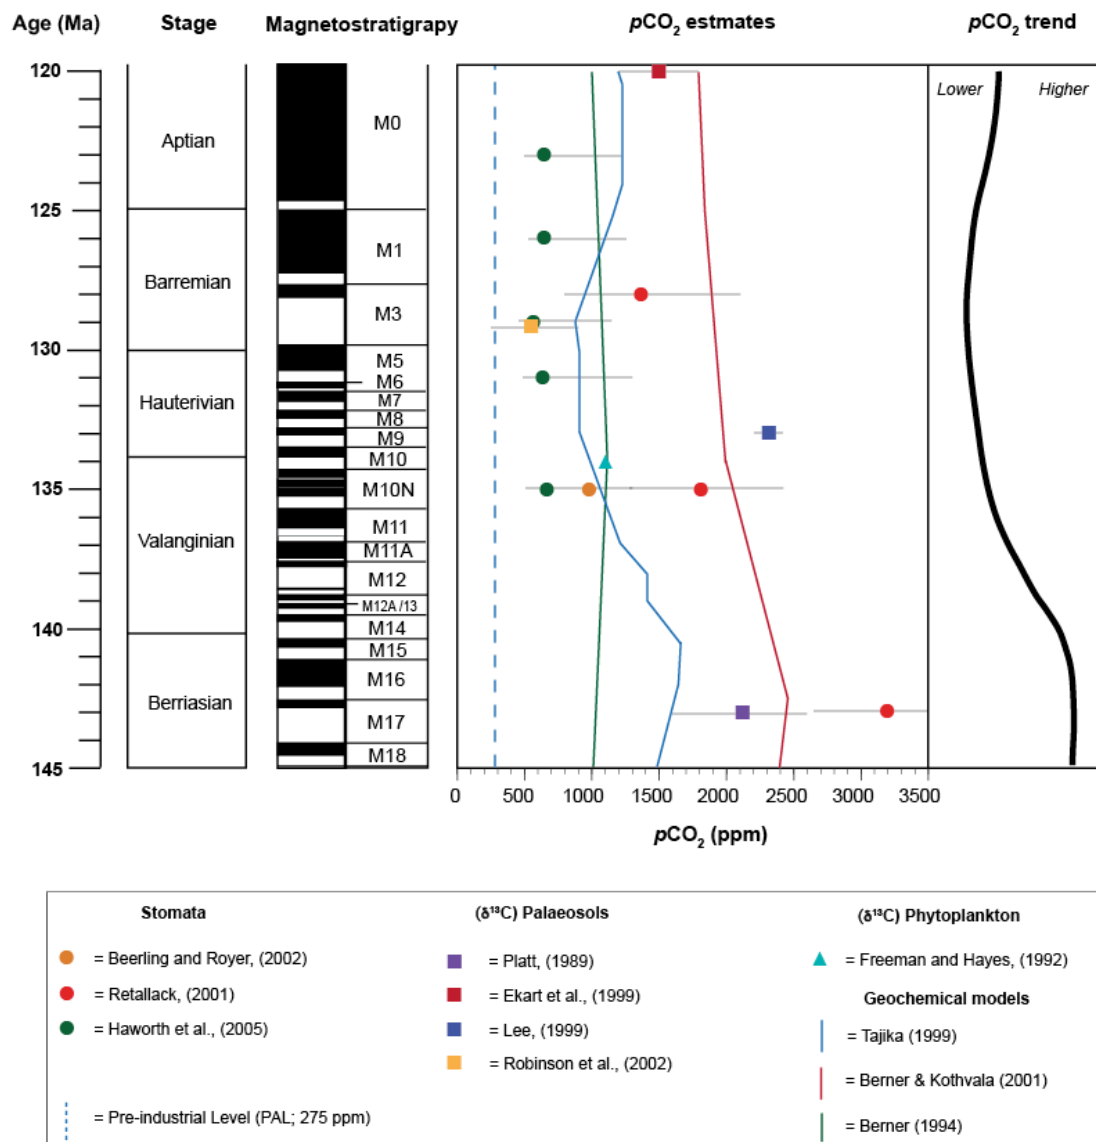 Age (Ma) Stage Magnetostratigrapy pCO2 estmates pCO2 trend
120
125
130
135
140
145
Aptian
Barremian
Hauterivian
Valanginian
Berriasian
M0
M1
M3
M5
M6
M7
M8
M9
M10
M10N
M11
M11A
M12
M12A /13
M14
M15
M16
M17
M18
Lower Higher
0 500 1000 1500 2000 2500 3000 3500
pCO2 (ppm)
Stomata
= Beerling and Royer, (2002)
= Retallack, (2001)
= Haworth et al., (2005)
= Pre-industrial Level (PAL; 275 ppm)
(δ¹³C) Palaeosols
= Platt, (1989)
= Ekart et al., (1999)
= Lee, (1999)
= Robinson et al., (2002)
(δ¹³C) Phytoplankton
= Freeman and Hayes, (1992)
Geochemical models
= Tajika (1999)
= Berner & Kothvala (2001)
= Berner (1994)